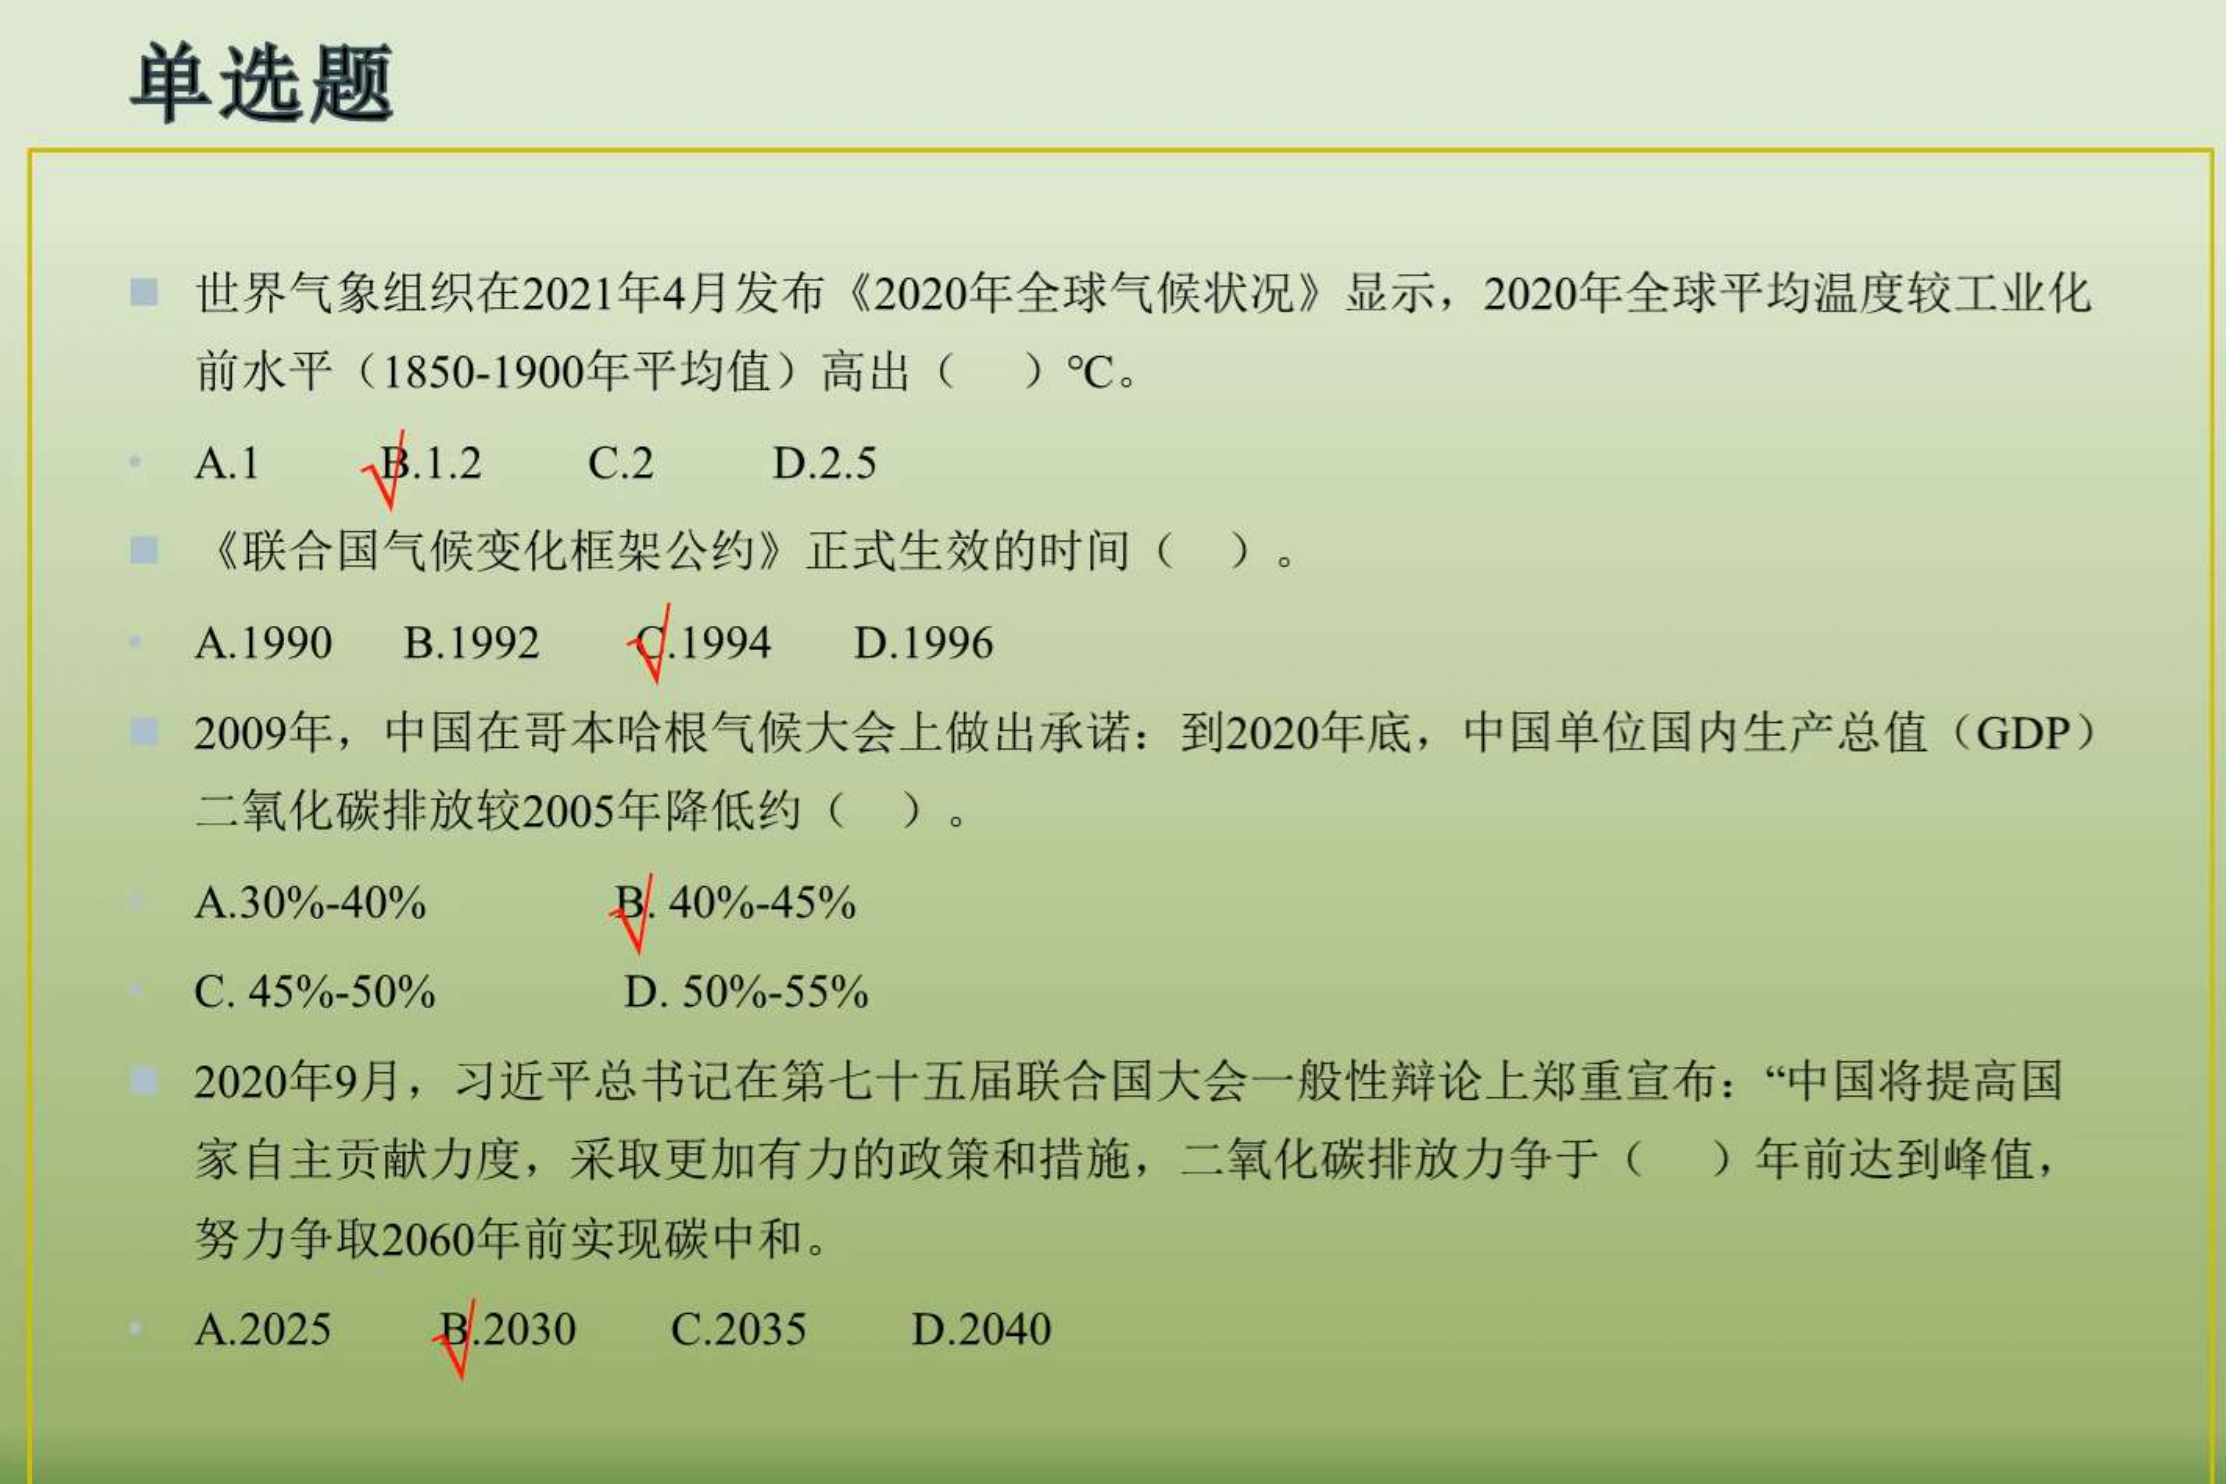 单选题
世界气象组织在2021年4月发布《2020年全球气候状况》显示，2020年全球平均温度较工业化
前水平（1850-1900年平均值）高出（ ）℃。
A.1 B.1.2 C.2 D.2.5
《联合国气候变化框架公约》正式生效的时间（ ）。
A.1990 B.1992 C.1994 D.1996
2009年，中国在哥本哈根气候大会上做出承诺：到2020年底，中国单位国内生产总值（GDP）
二氧化碳排放较2005年降低约（ ）。
A.30%-40% B. 40%-45%
C. 45%-50% D. 50%-55%
2020年9月，习近平总书记在第七十五届联合国大会一般性辩论上郑重宣布：“中国将提高国
家自主贡献力度，采取更加有力的政策和措施，二氧化碳排放力争于（ ）年前达到峰值，
努力争取2060年前实现碳中和。
A.2025 B.2030 C.2035 D.2040